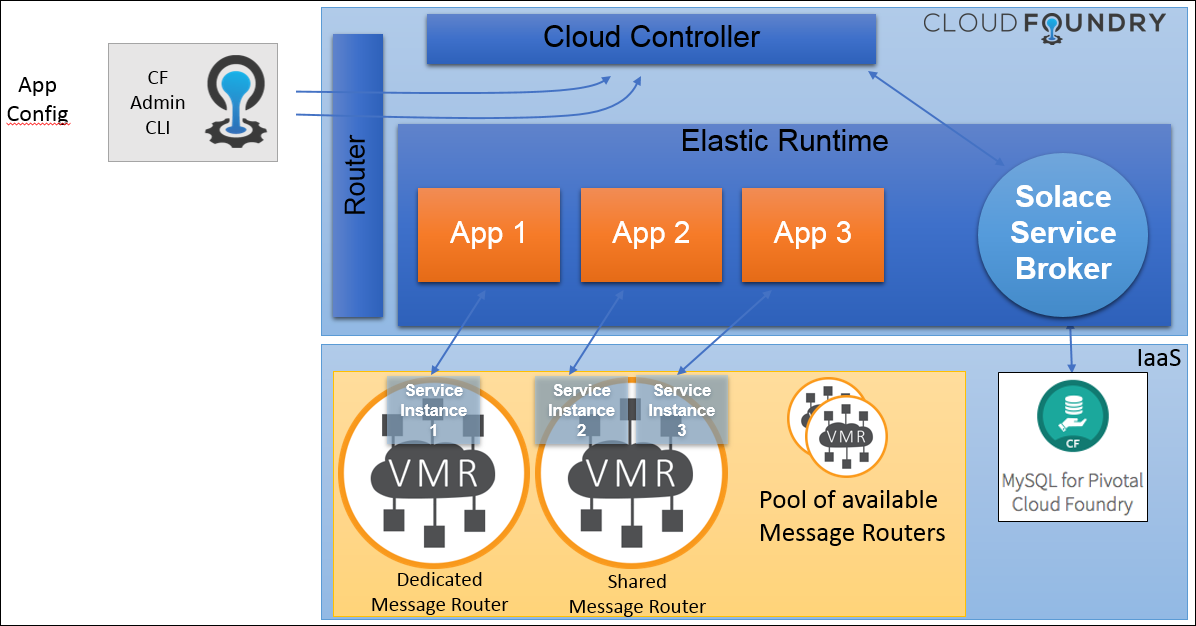 CLOUD FOUNDRY
Cloud Controller
App
Config
CF
Admin
CLI
Router
Elastic Runtime
App 1
App 2
App 3
Solace
Service
Broker
IaaS
Service
Instance
1
Service
Instance
2
Service
Instance
3
VMR
VMR
VMR
Pool of available
Message Routers
Dedicated
Message Router
Shared
Message Router
CF
MySQL for Pivotal
Cloud Foundry